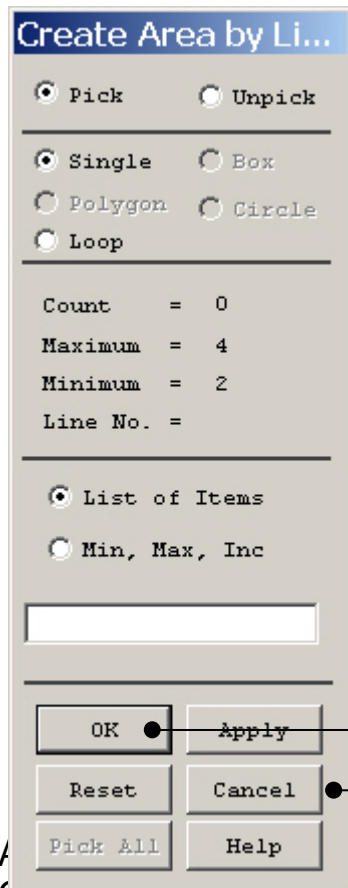 Create Area by Li...
Pick Unpick
Single Box
Polygon Circle
Loop
Count = 0
Maximum = 4
Minimum = 2
Line No. =
List of Items
Min, Max, Inc
OK Apply
Reset Cancel
Pick All Help